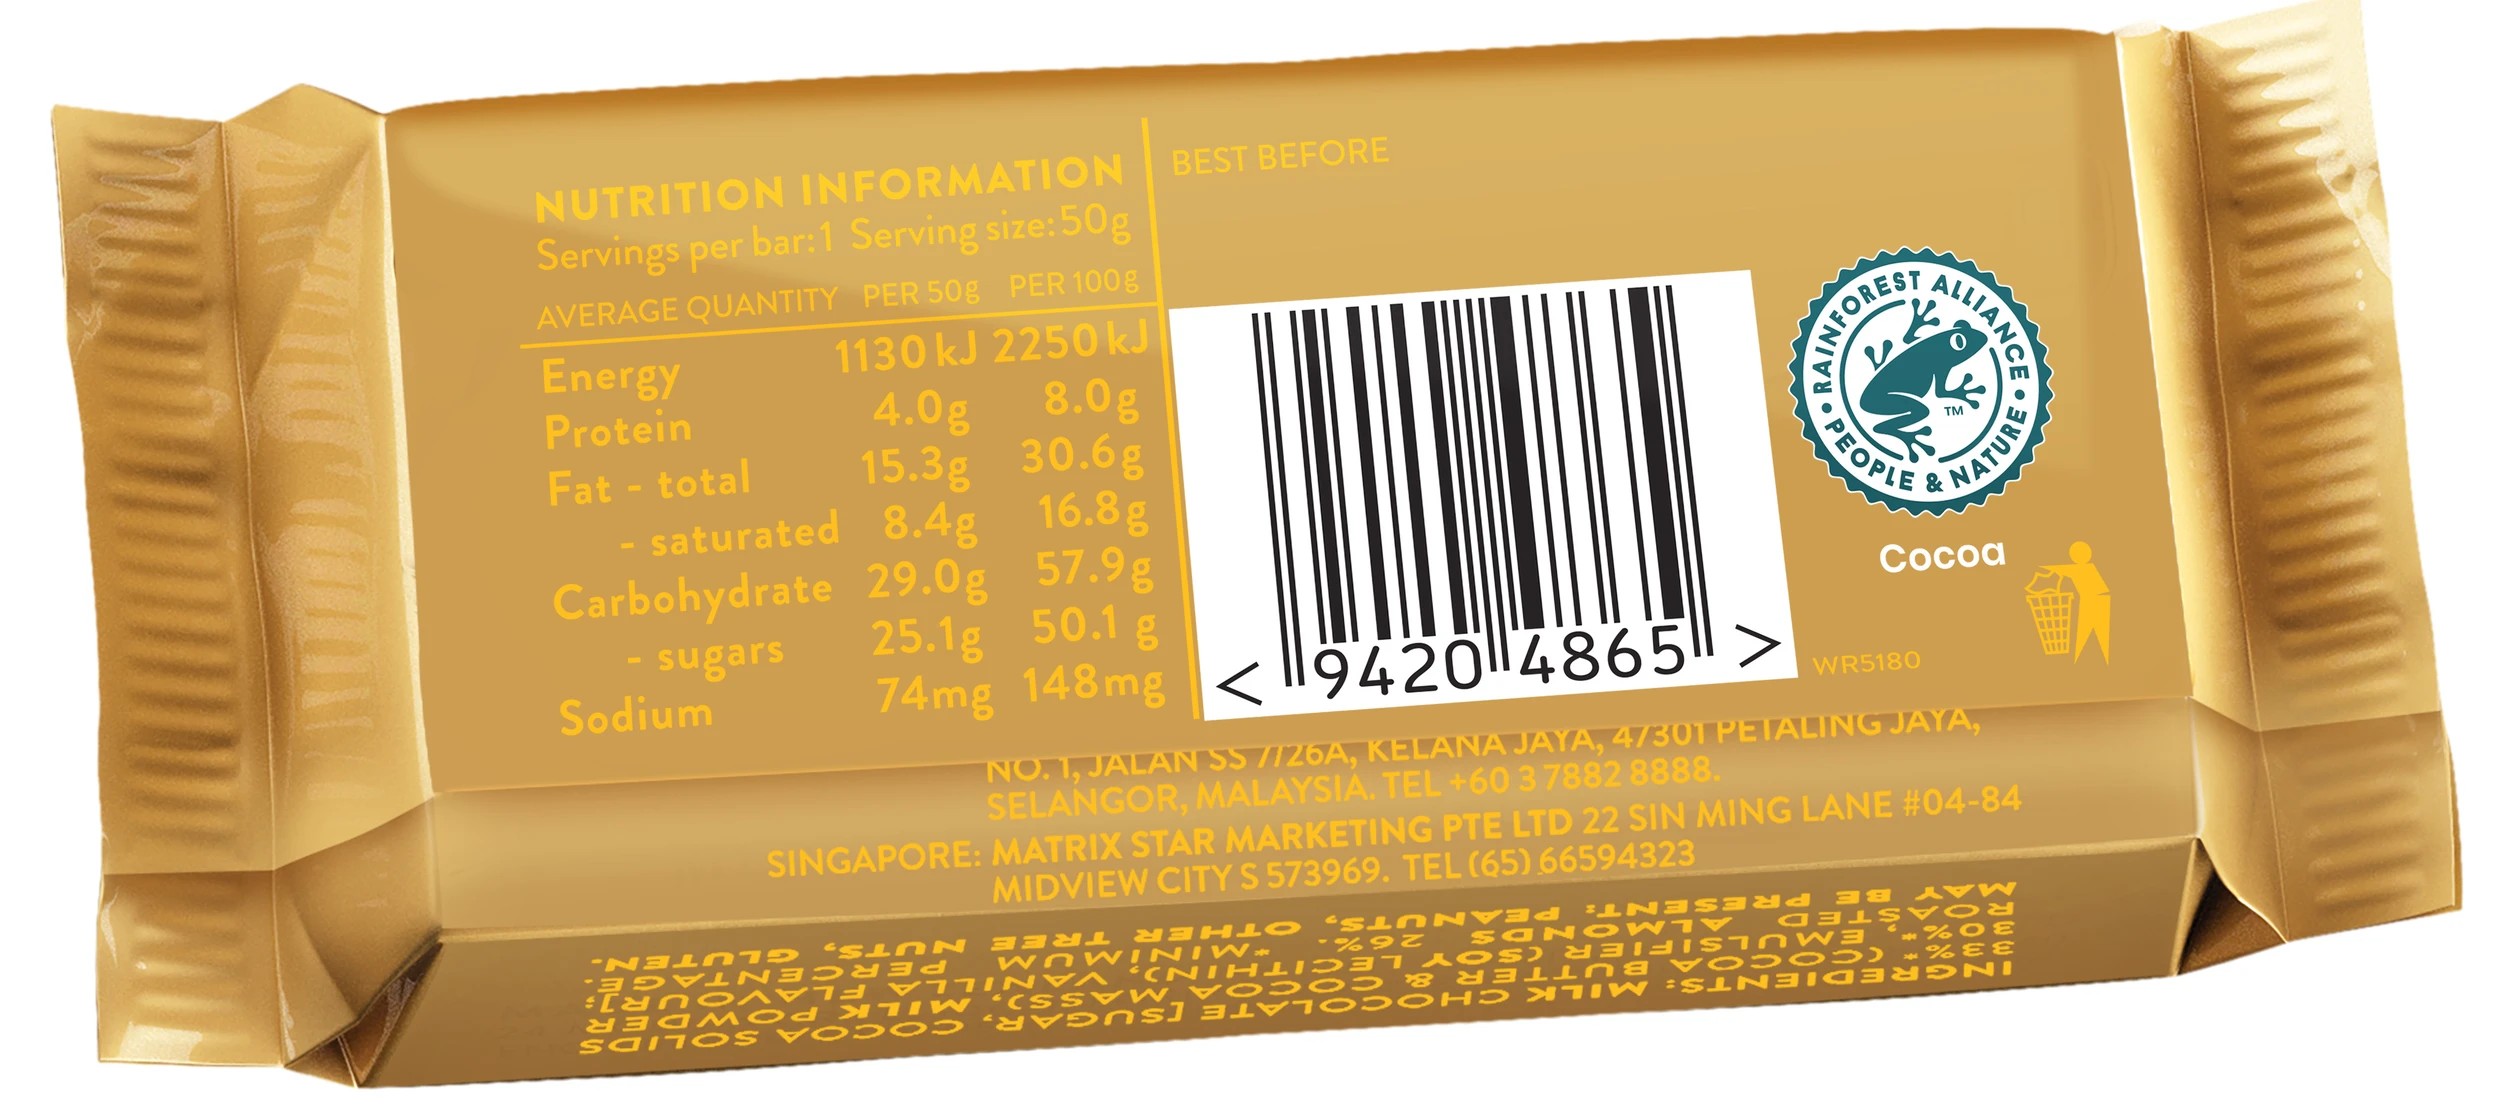 NUTRITION INFORMATION
Servings per bar: 1 Serving size: 50g
AVERAGE QUANTITY PER 50g PER 100g
Energy 1130 kJ 2250 kJ
Protein 4.0g 8.0g
Fat - total 15.3g 30.6g
- saturated 8.4g 16.8g
Carbohydrate 29.0g 57.9g
- sugars 25.1g 50.1 g
Sodium 74mg 148mg
BEST BEFORE
< 9420 4865 >
RAINFOREST ALLIANCE
• PEOPLE & NATURE •
TM
Cocoa
WR5180
NO. 1, JALAN SS 7/26A, KELANA JAYA, 47301 PETALING JAYA,
SELANGOR, MALAYSIA. TEL +60 3 7882 8888.
SINGAPORE: MATRIX STAR MARKETING PTE LTD 22 SIN MING LANE #04-84
MIDVIEW CITY S 573969. TEL (65) 66594323
INGREDIENTS: MILK CHOCOLATE [SUGAR, COCOA SOLIDS
33%* (COCOA BUTTER & COCOA MASS), MILK POWDER
30%*, EMULSIFIER (SOY LECITHIN), VANILLA FLAVOUR],
ROASTED ALMONDS 26%. *MINIMUM PERCENTAGE.
MAY BE PRESENT: PEANUTS, OTHER TREE NUTS, GLUTEN.